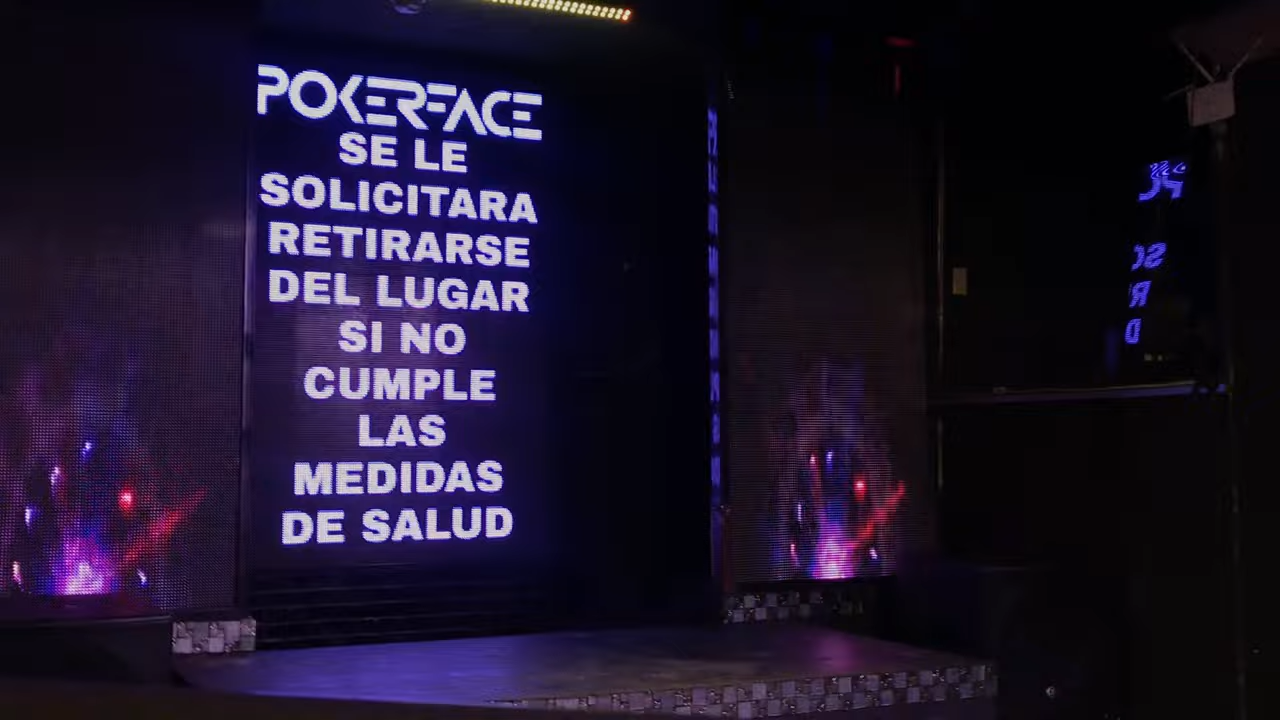 POKERFACE
SE LE
SOLICITARA
RETIRARSE
DEL LUGAR
SI NO
CUMPLE
LAS
MEDIDAS
DE SALUD